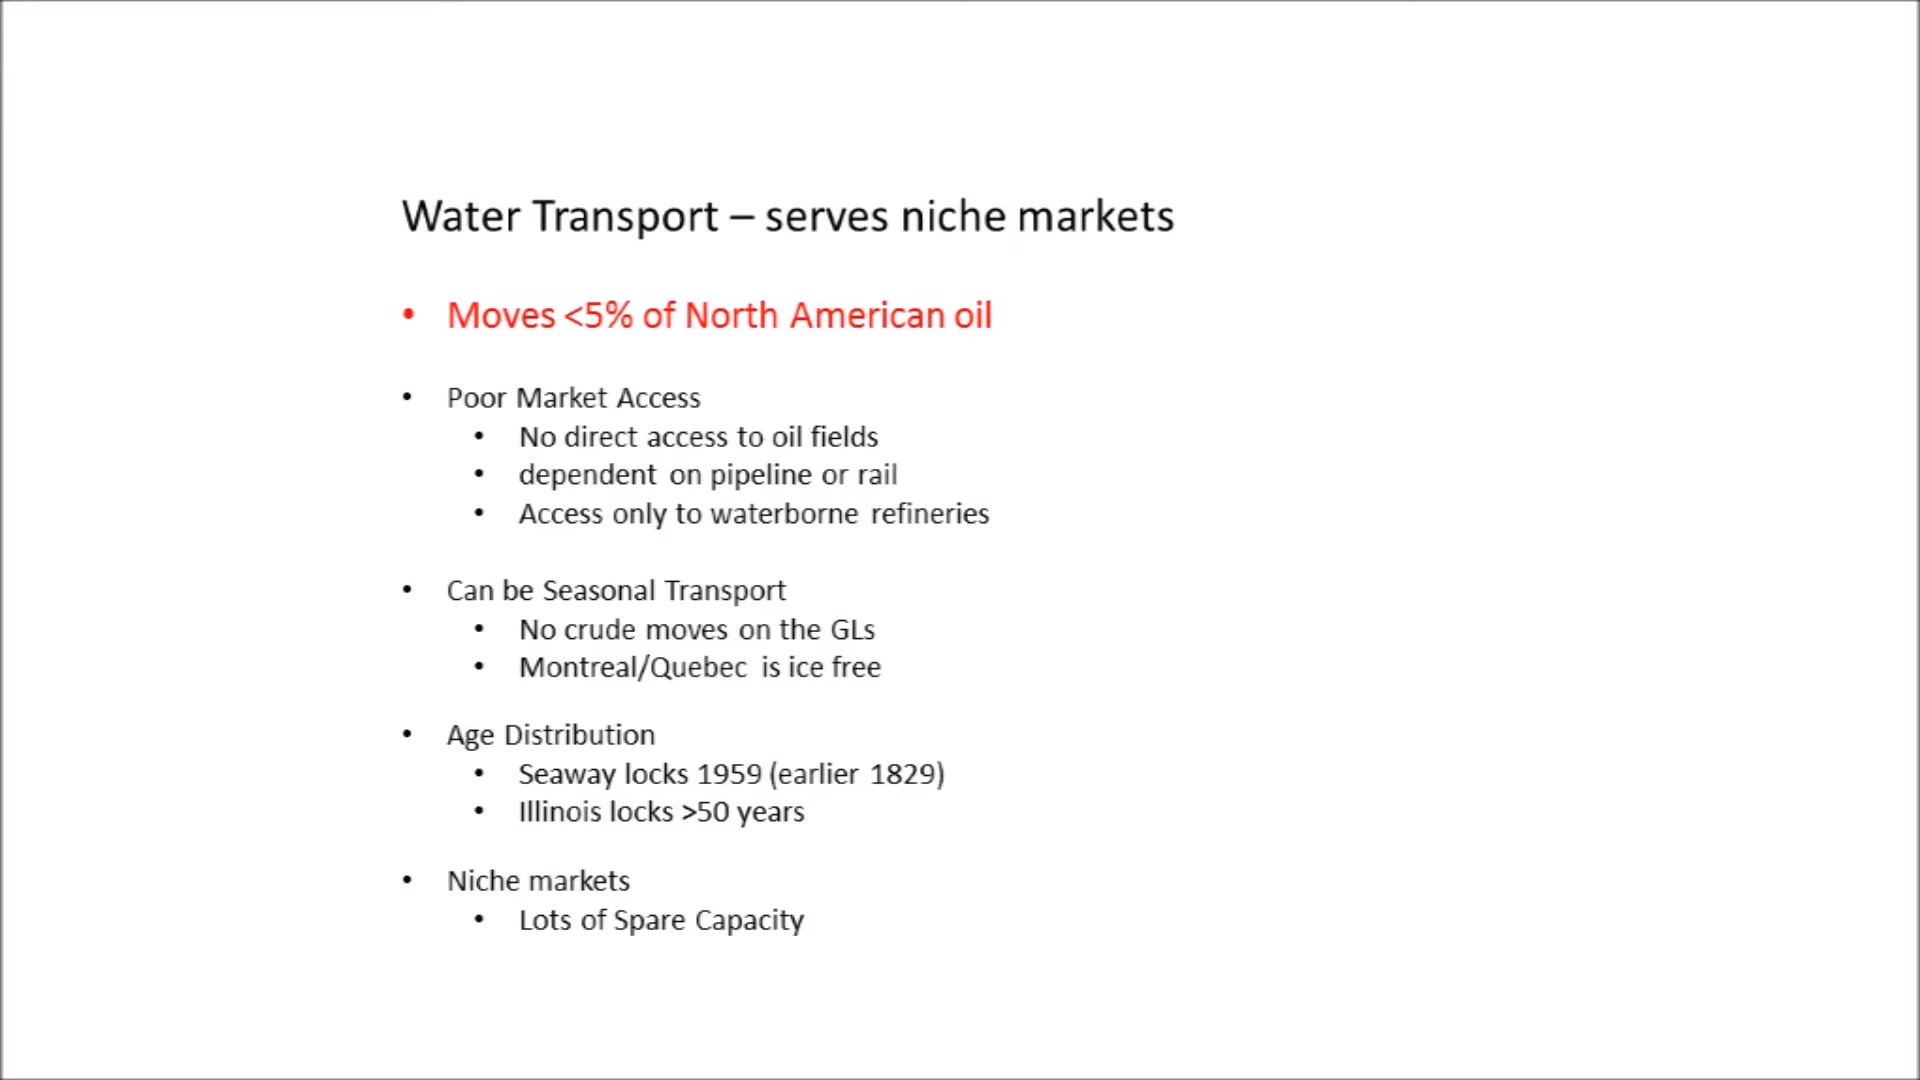 Water Transport – serves niche markets
• Moves <5% of North American oil
• Poor Market Access
• No direct access to oil fields
• dependent on pipeline or rail
• Access only to waterborne refineries
• Can be Seasonal Transport
• No crude moves on the GLs
• Montreal/Quebec is ice free
• Age Distribution
• Seaway locks 1959 (earlier 1829)
• Illinois locks >50 years
• Niche markets
• Lots of Spare Capacity